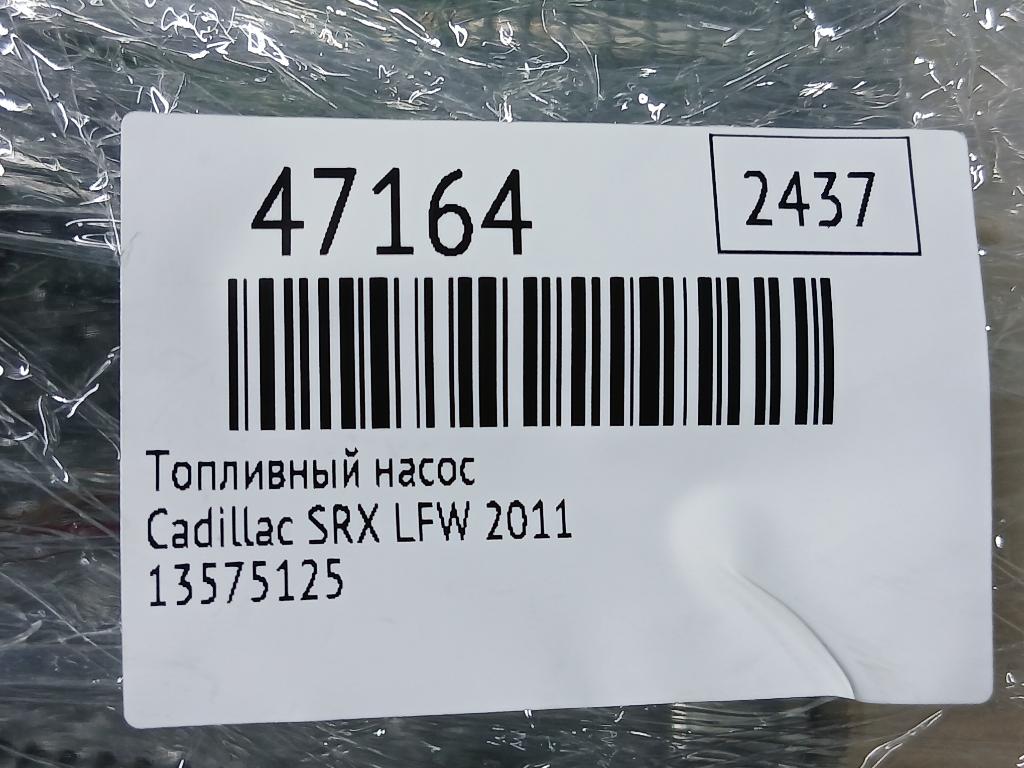 47164
2437
Топливный насос
Cadillac SRX LFW 2011
13575125